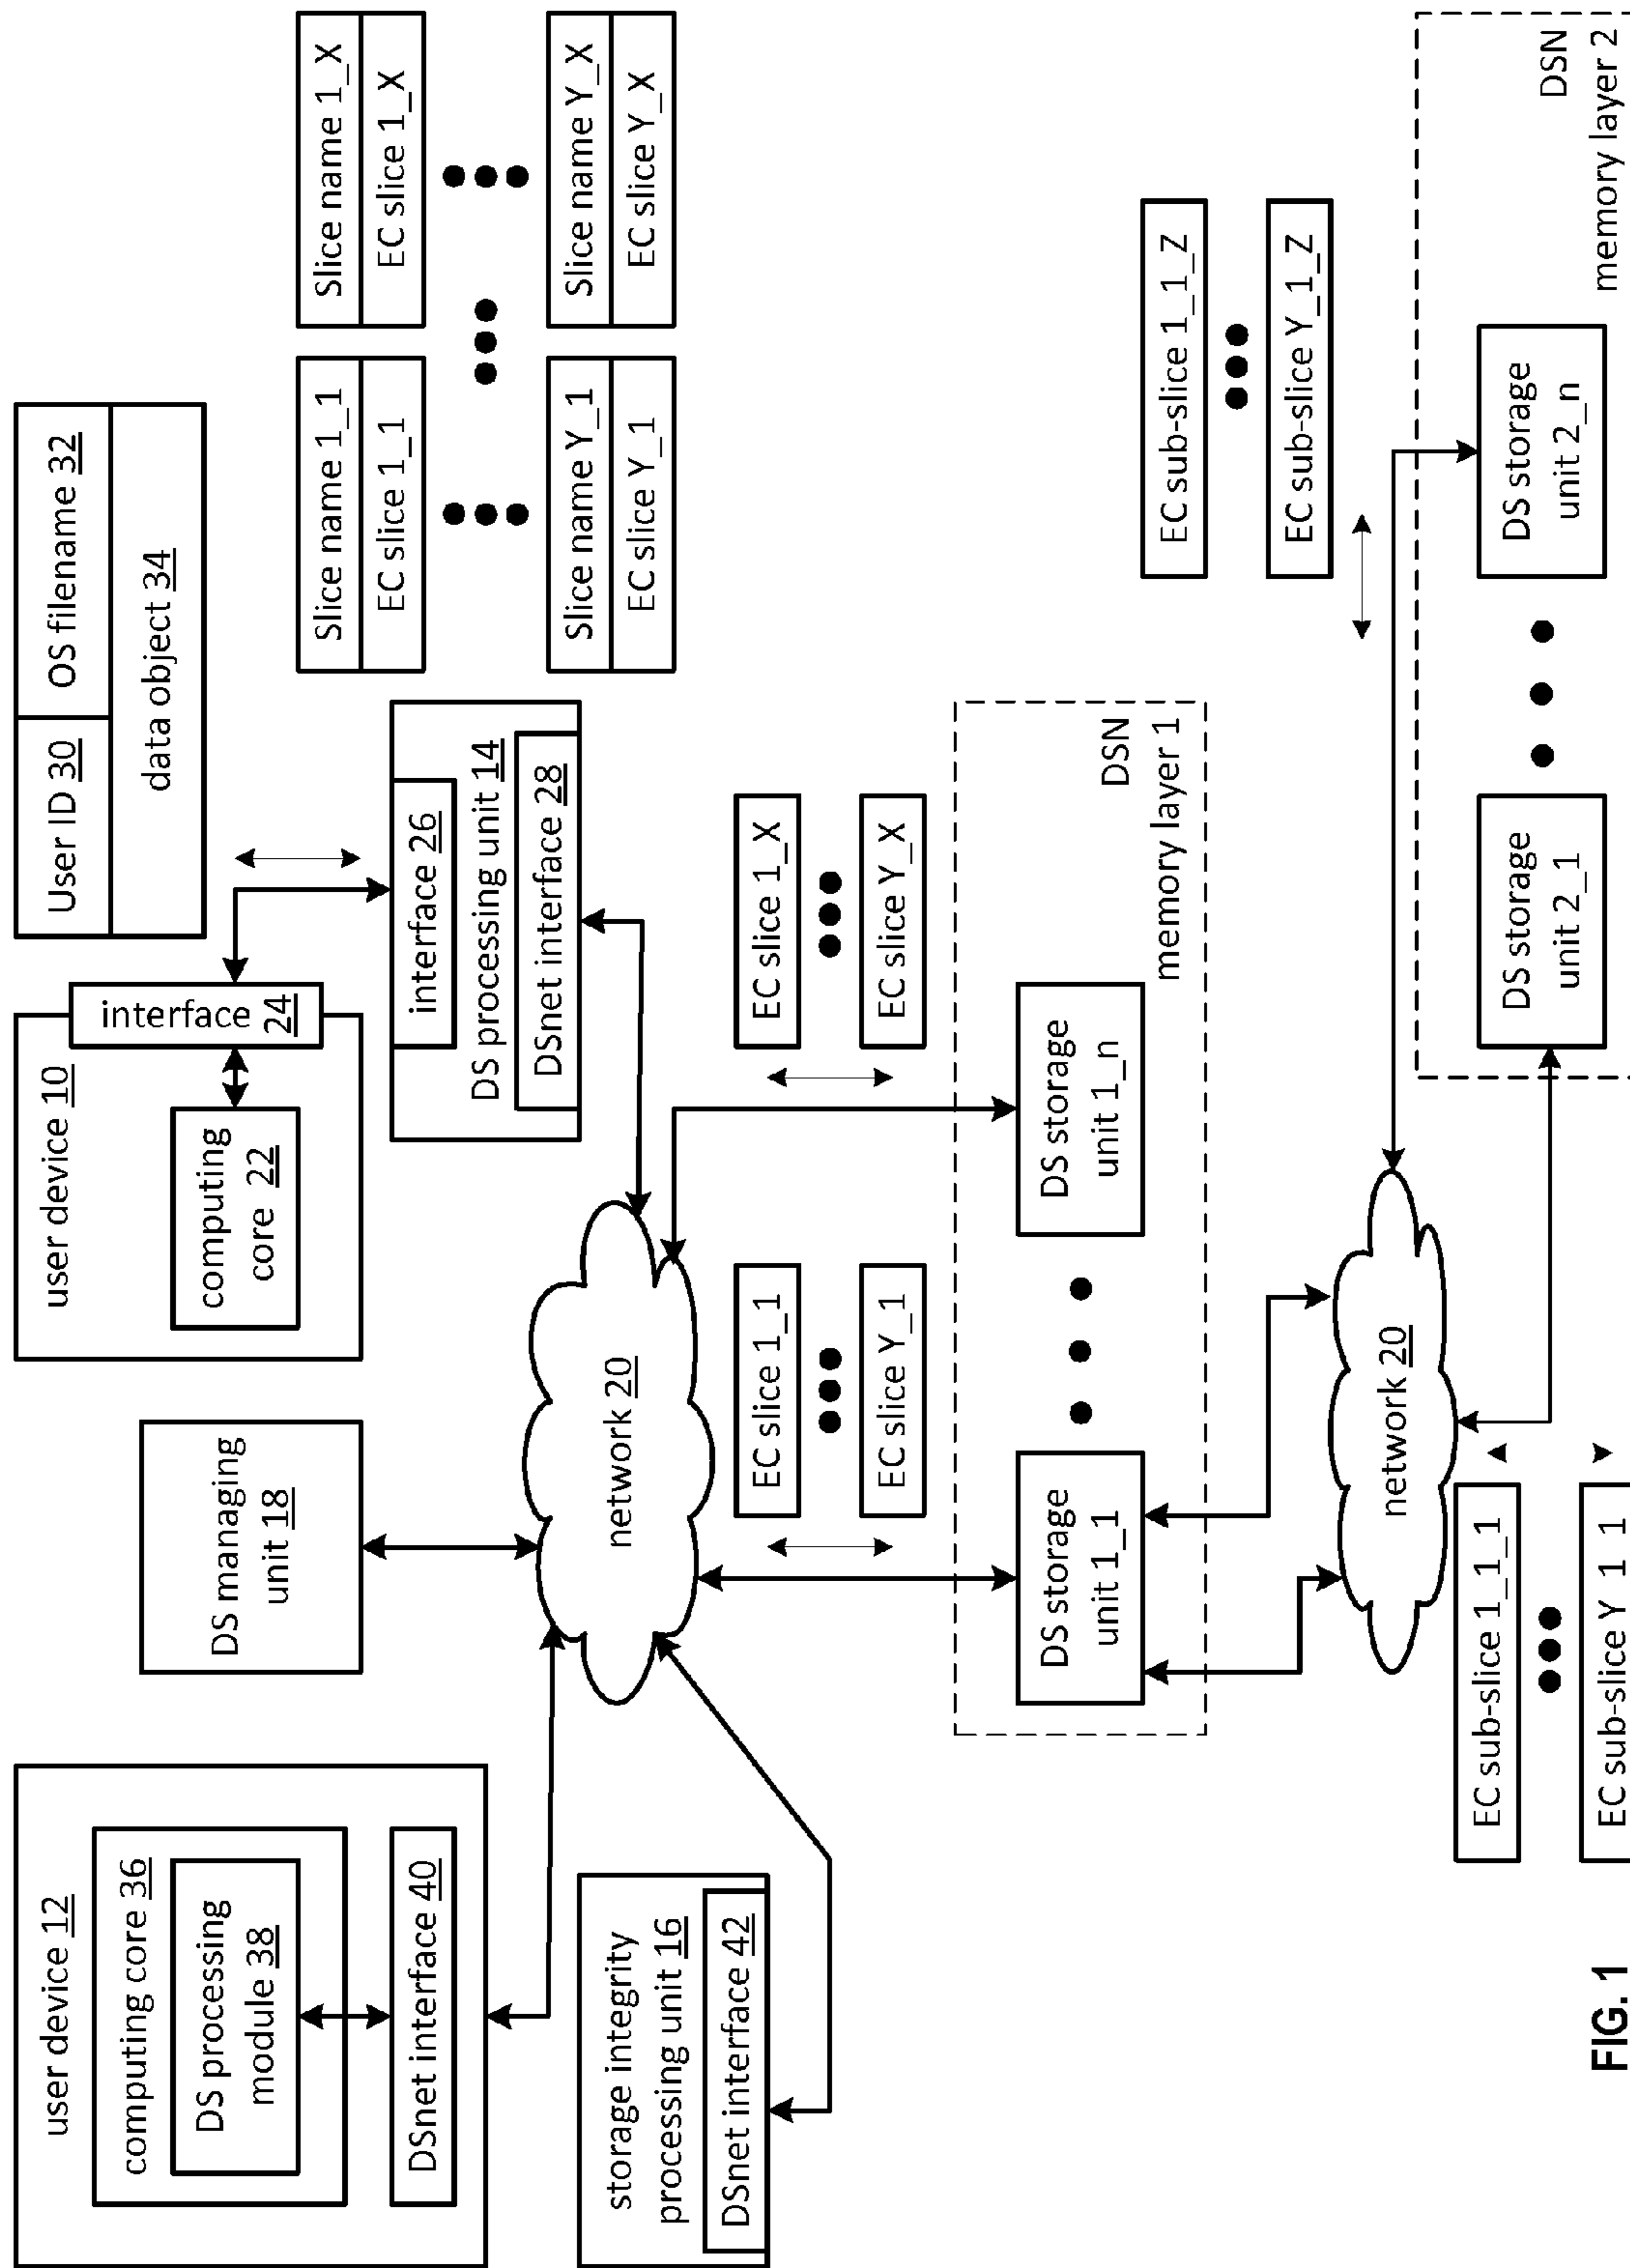 user device 12
computing core 36
DS processing
module 38
DSnet interface 40
DS managing
unit 18
user device 10
computing
core 22
interface 24
User ID 30
OS filename 32
data object 34
storage integrity
processing unit 16
DSnet interface 42
network 20
interface 26
DS processing unit 14
DSnet interface 28
Slice name 1_1
EC slice 1_1
Slice name 1_X
EC slice 1_X
Slice name Y_1
EC slice Y_1
Slice name Y_X
EC slice Y_X
EC slice 1_1
EC slice Y_1
EC slice 1_X
EC slice Y_X
DS storage
unit 1_1
DS storage
unit 1_n
DSN
memory layer 1
network 20
EC sub-slice 1_1_1
EC sub-slice Y_1_1
EC sub-slice 1_1_Z
EC sub-slice Y_1_Z
DS storage
unit 2_1
DS storage
unit 2_n
DSN
memory layer 2
FIG. 1